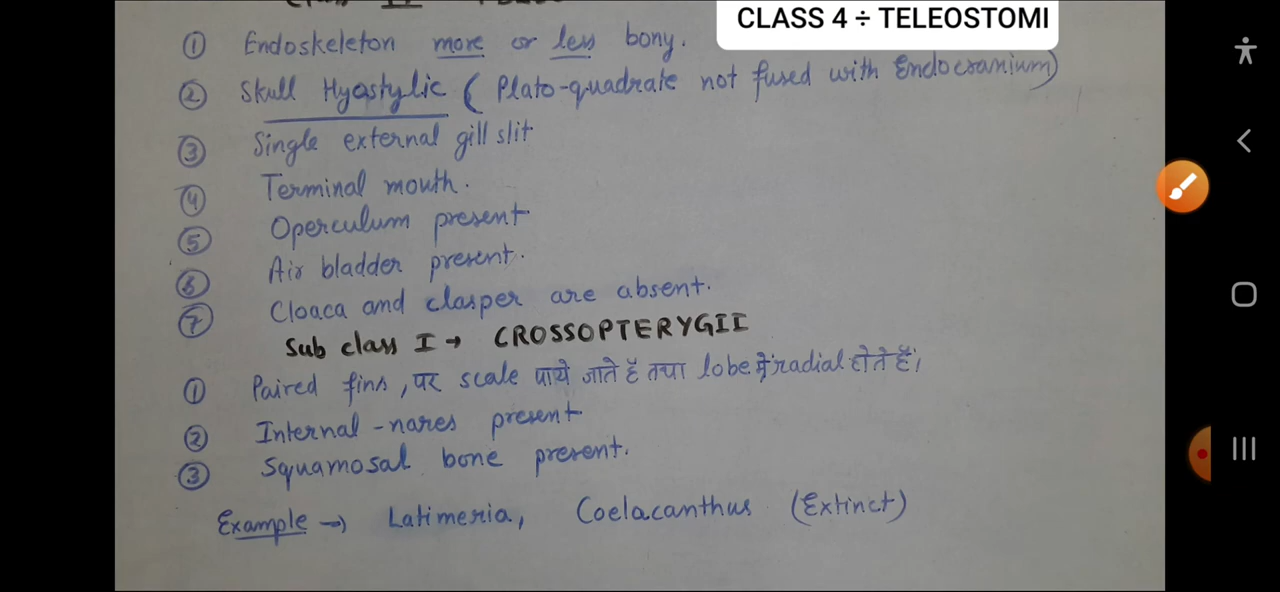 CLASS 4 ÷ TELEOSTOMI
① Endoskeleton more or less bony.
② Skull Hyostylic ( Plato-quadrate not fused with Endocranium)
③ Single external gill slit
④ Terminal mouth.
⑤ Operculum present
⑥ Air bladder present.
⑦ Cloaca and clasper are absent.
Sub class I → CROSSOPTERYGII
① Paired fins, पर scale पाये जाते हैं तथा lobe में radial होते हैं।
② Internal-nares present
③ Squamosal bone present.
Example → Latimeria, Coelacanthus (Extinct)